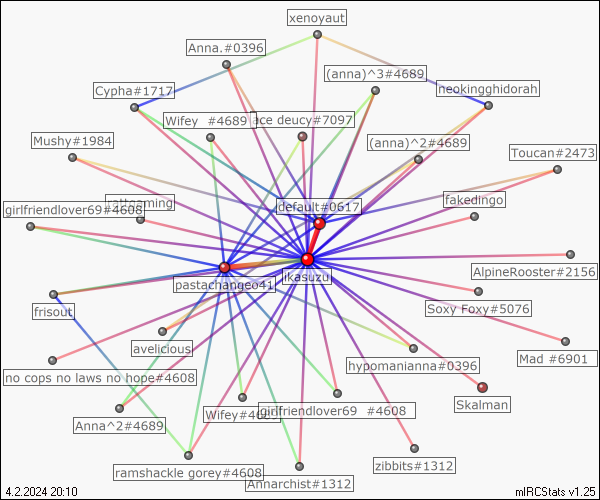 xenoyaut
Anna.#0396
(anna)^3#4689
Cypha#1717
neokingghidorah
Wifey #4689
ace deucy#7097
Mushy#1984
(anna)^2#4689
Toucan#2473
girlfriendlover69#4608
default#0617
fakedingo
pastachangeo41
ikasuzu
AlpineRooster#2156
frisout
Soxy Foxy#5076
avelicious
hypomanianna#0396
Mad #6901
no cops no laws no hope#4608
Anna^2#4689
girlfriendlover69 #4608
Skalman
ramshackle gorey#4608
Annarchist#1312
zibbits#1312
4.2.2024 20:10
mIRCStats v1.25